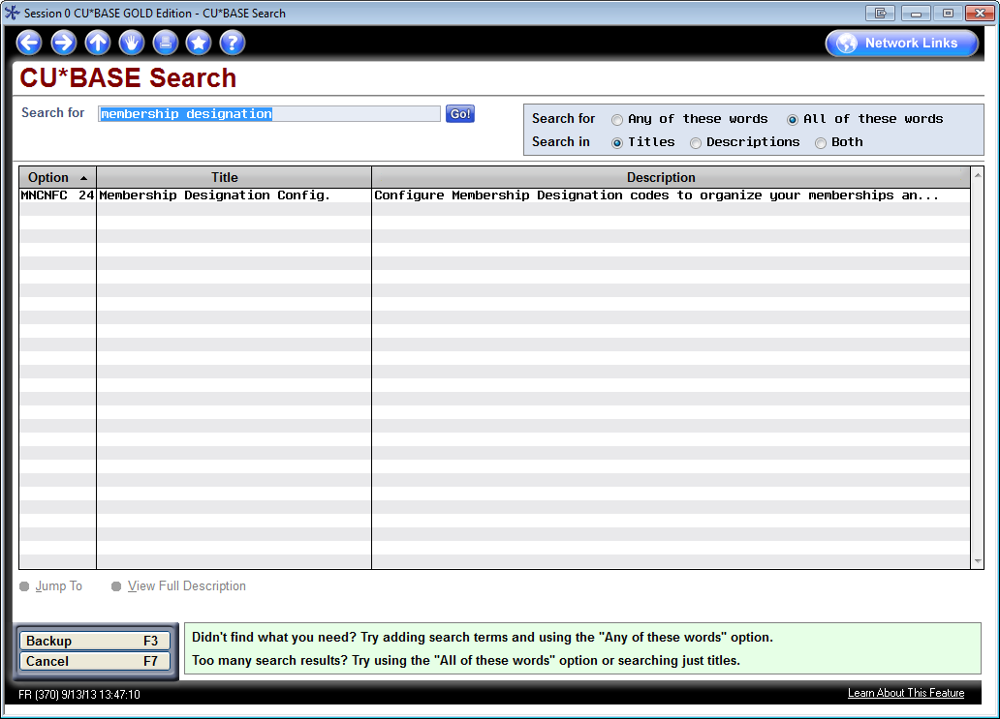 Session 0 CU*BASE GOLD Edition - CU*BASE Search
Network Links
CU*BASE Search
Search for membership designation Go!
Search for Any of these words All of these words
Search in Titles Descriptions Both
Option Title Description
MNCNFC 24 Membership Designation Config. Configure Membership Designation codes to organize your memberships an...
Jump To View Full Description
Backup F3
Cancel F7
Didn't find what you need? Try adding search terms and using the "Any of these words" option.
Too many search results? Try using the "All of these words" option or searching just titles.
FR (370) 9/13/13 13:47:10
Learn About This Feature